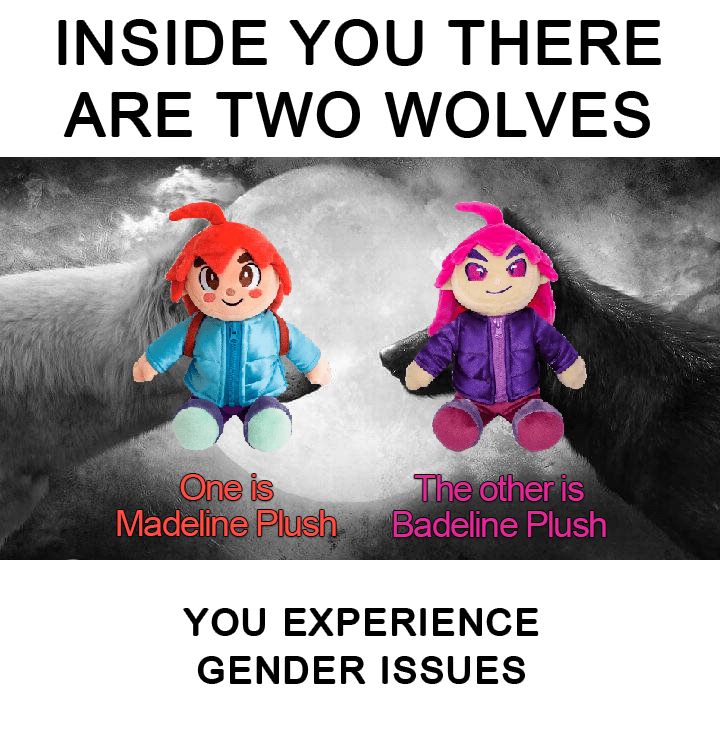 INSIDE YOU THERE
ARE TWO WOLVES
One is
Madeline Plush
The other is
Badeline Plush
YOU EXPERIENCE
GENDER ISSUES